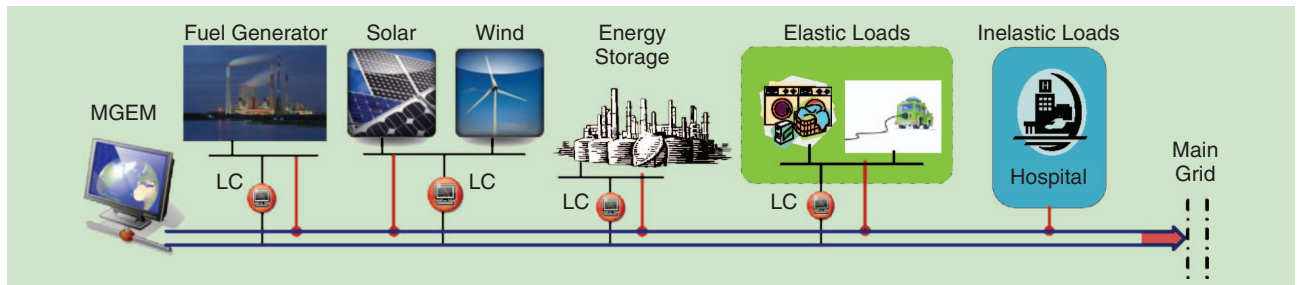 Fuel Generator
Solar
Wind
Energy
Storage
Elastic Loads
Inelastic Loads
MGEM
H
LC
LC
LC
LC
Hospital
Main
Grid